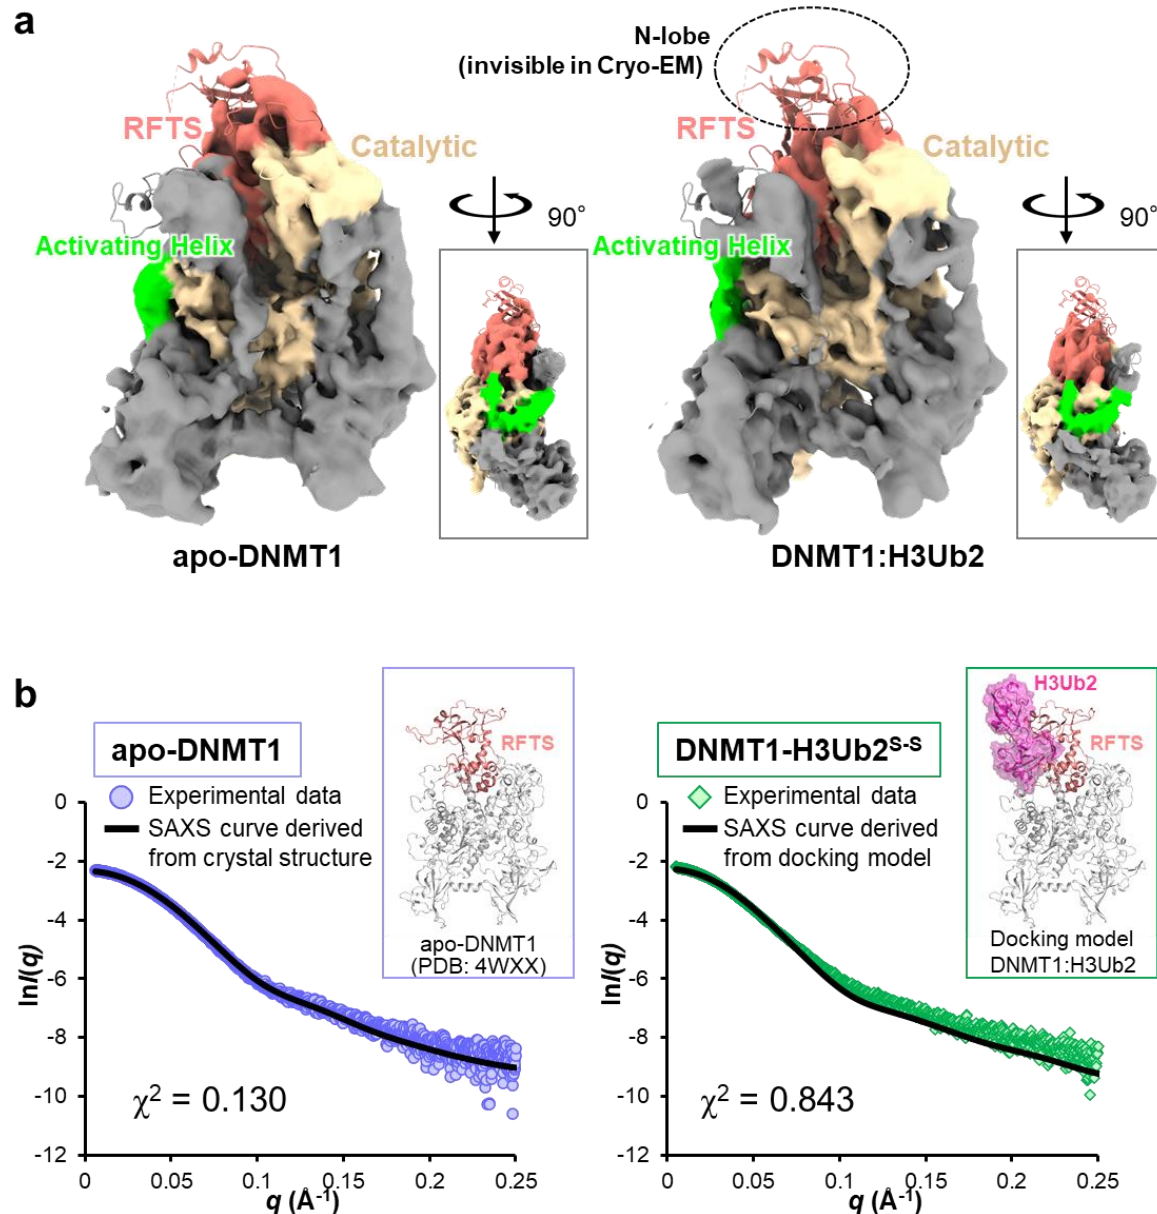 a
N-lobe
(invisible in Cryo-EM)
RFTS
Catalytic
Activating Helix
90°
apo-DNMT1
RFTS
Catalytic
Activating Helix
90°
DNMT1:H3Ub2
b
apo-DNMT1
Experimental data
SAXS curve derived
from crystal structure
RFTS
apo-DNMT1
(PDB: 4WXX)
lnI(q)
0
-2
-4
-6
-8
-10
-12
χ² = 0.130
0
0.05
0.1
0.15
0.2
0.25
q (Å⁻¹)
DNMT1-H3Ub2ˢ⁻ˢ
Experimental data
SAXS curve derived
from docking model
H3Ub2
RFTS
Docking model
DNMT1:H3Ub2
lnI(q)
0
-2
-4
-6
-8
-10
-12
χ² = 0.843
0
0.05
0.1
0.15
0.2
0.25
q (Å⁻¹)